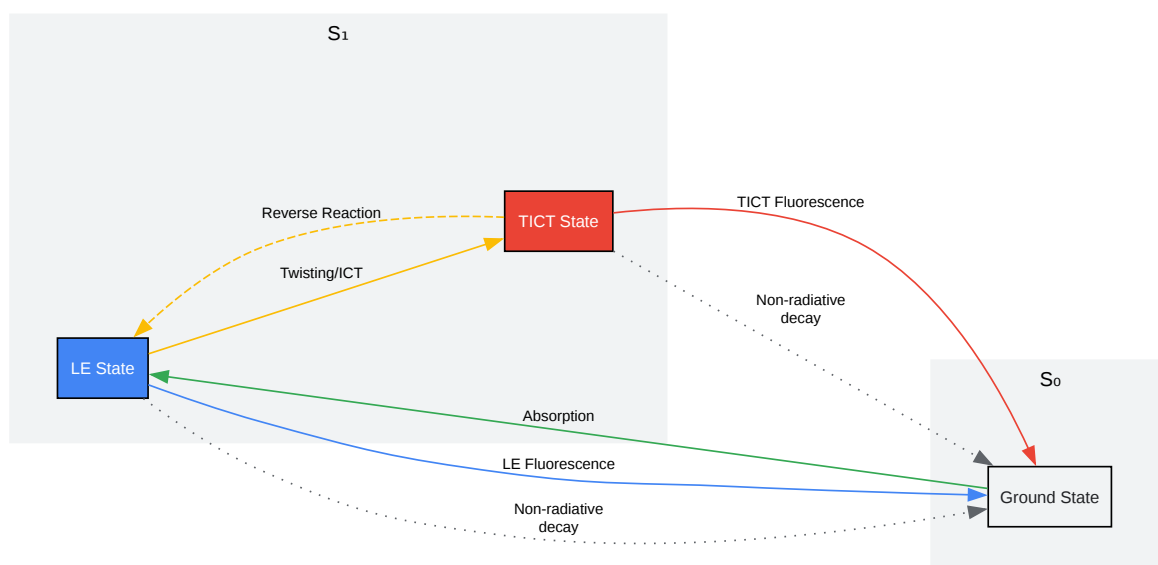 S₁
TICT Fluorescence
Reverse Reaction
TICT State
Twisting/ICT
Non-radiative
decay
LE State
S₀
Absorption
LE Fluorescence
Ground State
Non-radiative
decay